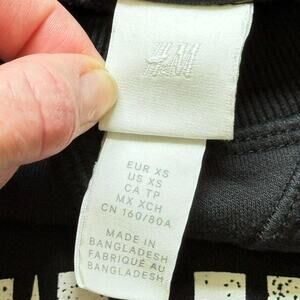 H&M
EUR XS
US XS
CA TP
MX XCH
CN 160/80A
MADE IN
BANGLADESH
FABRIQUÉ AU
BANGLADESH